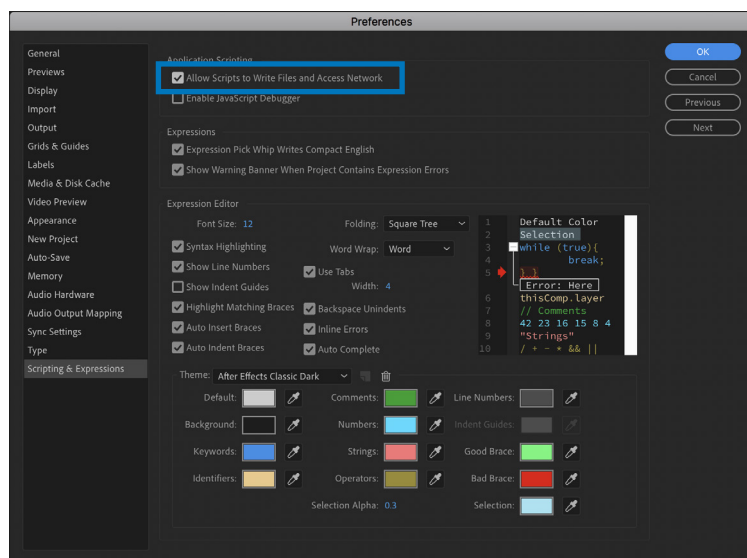 Preferences
General
Previews
Display
Import
Output
Grids & Guides
Labels
Media & Disk Cache
Video Preview
Appearance
New Project
Auto-Save
Memory
Audio Hardware
Audio Output Mapping
Sync Settings
Type
Scripting & Expressions
Application Scripting
Allow Scripts to Write Files and Access Network
Enable JavaScript Debugger
Expressions
Expression Pick Whip Writes Compact English
Show Warning Banner When Project Contains Expression Errors
Expression Editor
Font Size: 12
Folding: Square Tree
Syntax Highlighting
Word Wrap: Word
Show Line Numbers
Use Tabs
Show Indent Guides
Width: 4
Highlight Matching Braces
Backspace Unindents
Auto Insert Braces
Inline Errors
Auto Indent Braces
Auto Complete
1 Default Color
2 Selection
3 while (true){
4 break;
5 } }
Error: Here
6 thisComp.layer
7 // Comments
8 42 23 16 15 8 4
9 "Strings"
10 / + - * && ||
Theme: After Effects Classic Dark
Default: Comments: Line Numbers:
Background: Numbers: Indent Guides:
Keywords: Strings: Good Brace:
Identifiers: Operators: Bad Brace:
Selection Alpha: 0.3 Selection:
OK
Cancel
Previous
Next